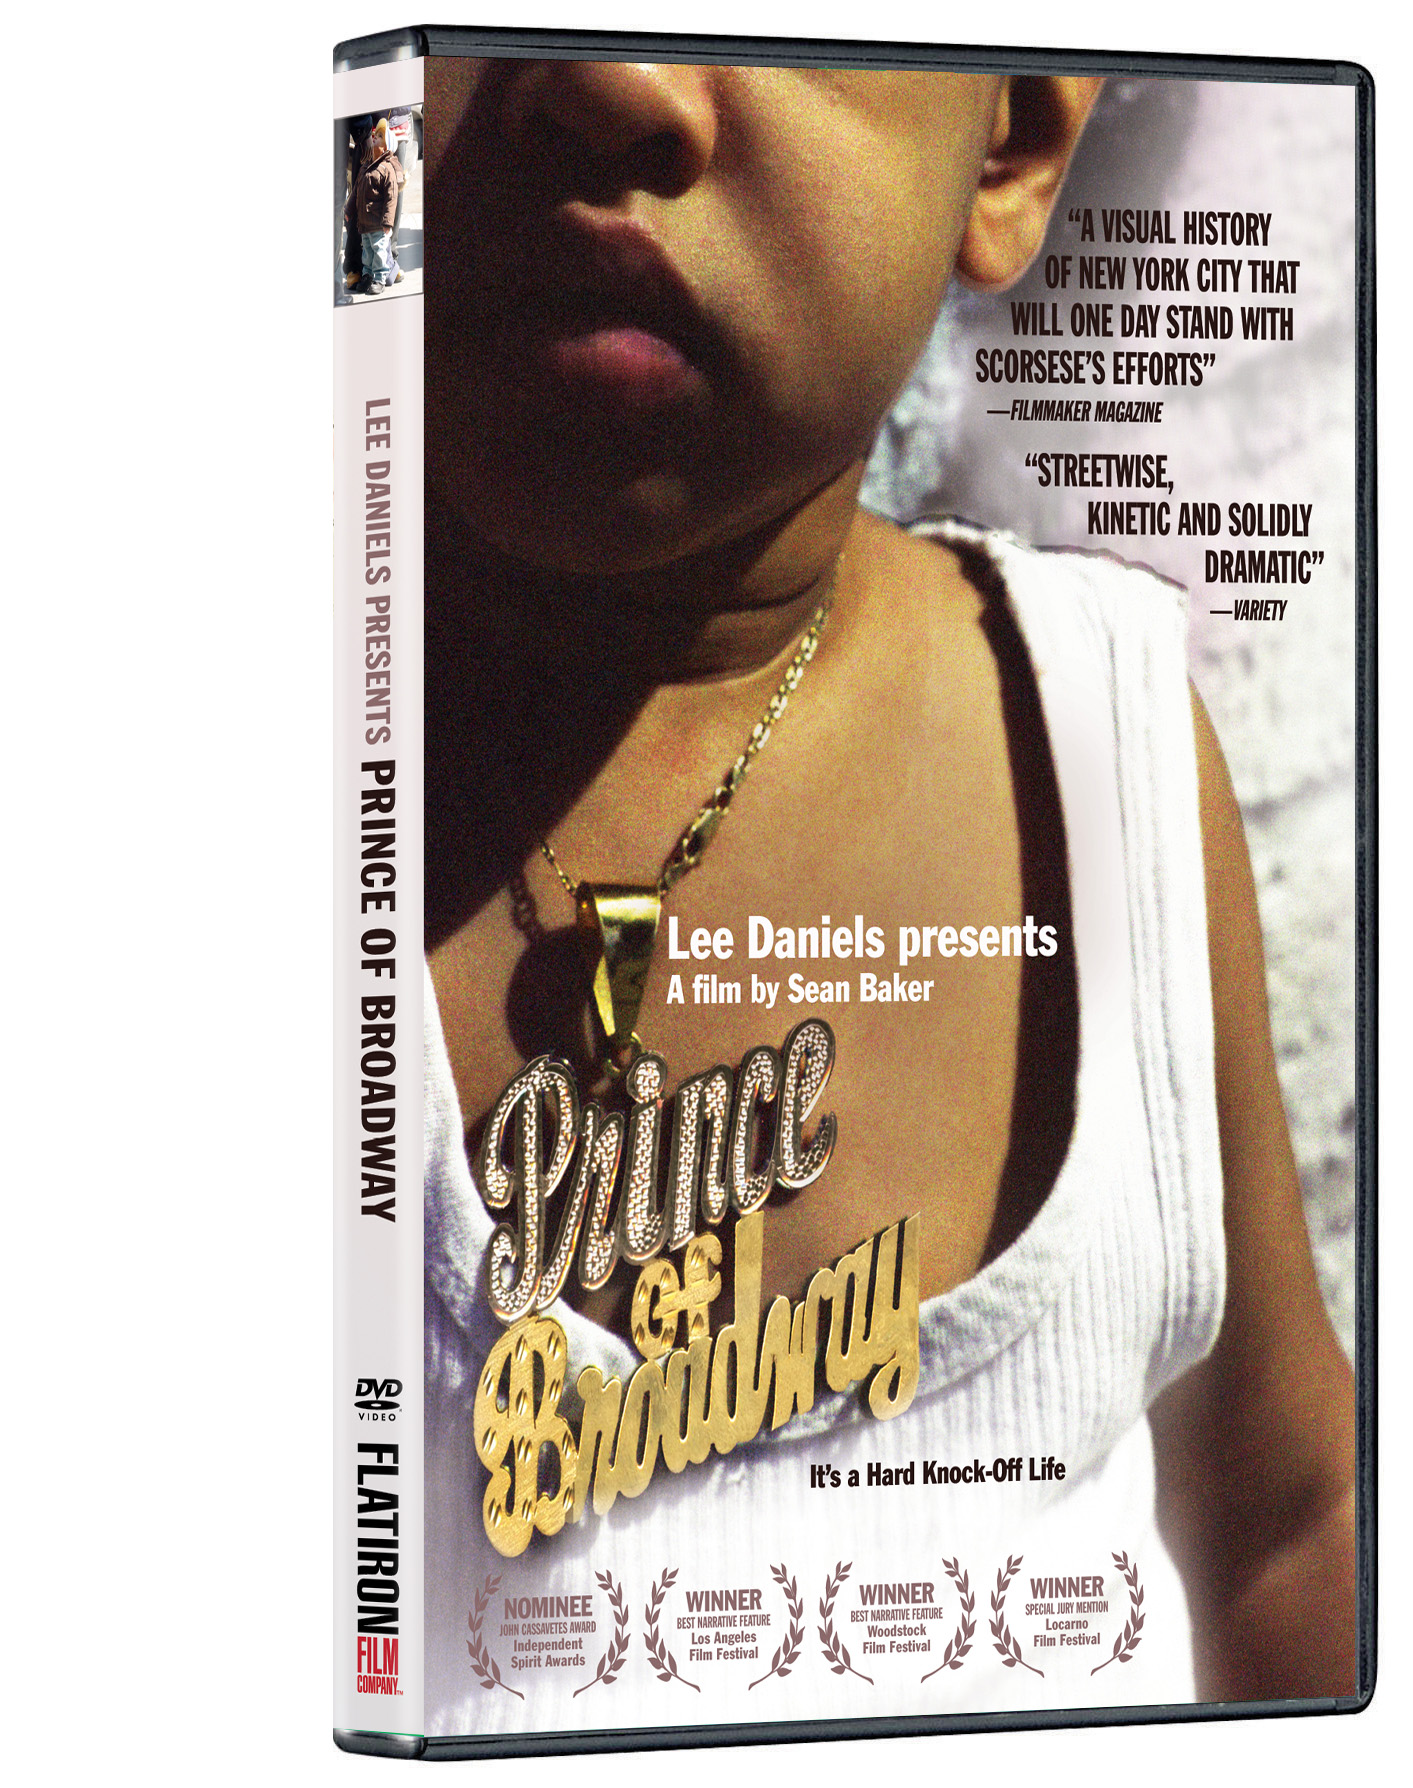 LEE DANIELS PRESENTS PRINCE OF BROADWAY
DVD
VIDEO
FLATIRON
FILM
COMPANY™
“A VISUAL HISTORY
OF NEW YORK CITY THAT
WILL ONE DAY STAND WITH
SCORSESE’S EFFORTS”
—FILMMAKER MAGAZINE
“STREETWISE,
KINETIC AND SOLIDLY
DRAMATIC”
—VARIETY
Lee Daniels presents
A film by Sean Baker
Prince
of
Broadway
It’s a Hard Knock-Off Life
NOMINEE
JOHN CASSAVETES AWARD
Independent
Spirit Awards
WINNER
BEST NARRATIVE FEATURE
Los Angeles
Film Festival
WINNER
BEST NARRATIVE FEATURE
Woodstock
Film Festival
WINNER
SPECIAL JURY MENTION
Locarno
Film Festival